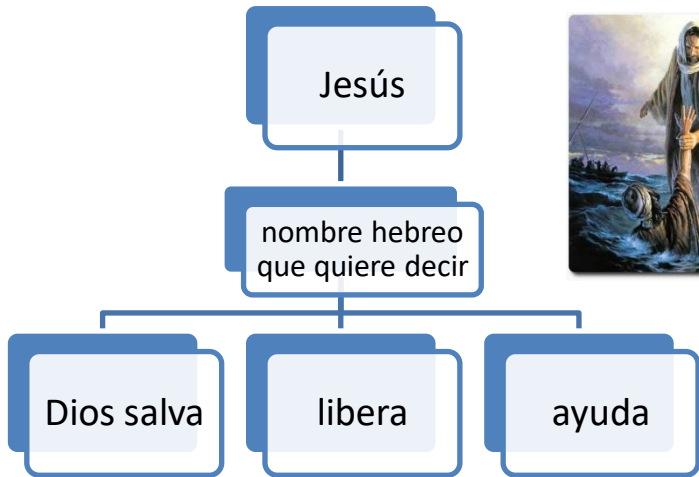 Jesús
nombre hebreo
que quiere decir
Dios salva
libera
ayuda